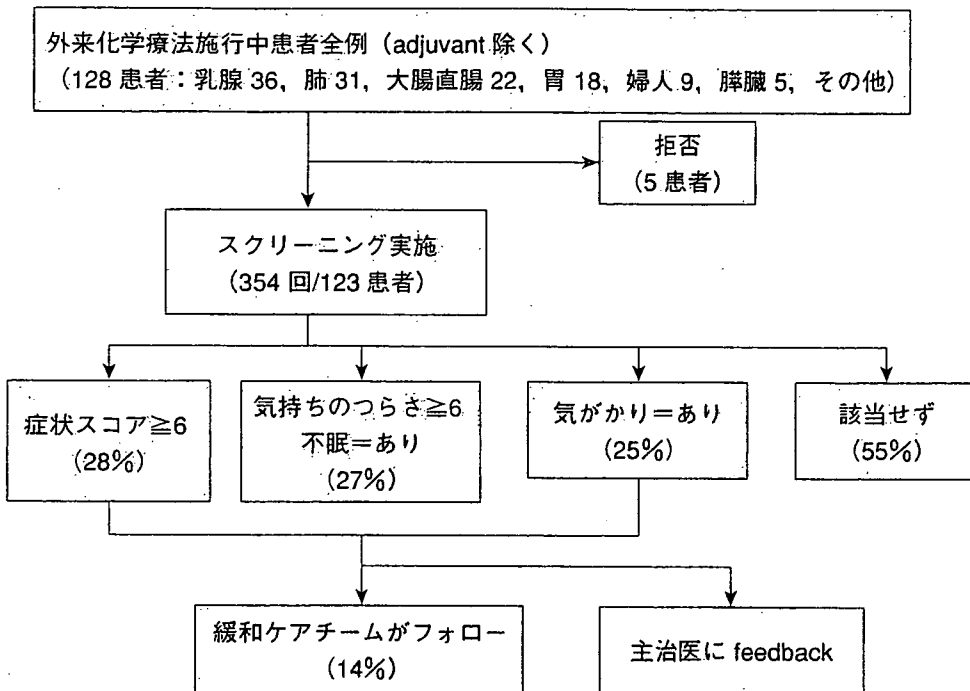 外来化学療法施行中患者全例（adjuvant 除く）
（128 患者：乳腺 36，肺 31，大腸直腸 22，胃 18，婦人 9，膵臓 5，その他）
拒否
（5 患者）
スクリーニング実施
（354 回/123 患者）
症状スコア≧6
（28%）
気持ちのつらさ≧6
不眠＝あり
（27%）
気がかり＝あり
（25%）
該当せず
（55%）
緩和ケアチームがフォロー
（14%）
主治医に feedback